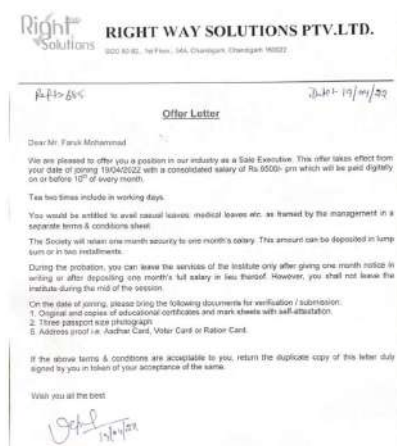 Right
Solutions
RIGHT WAY SOLUTIONS PTV.LTD.
Offer Letter
Dear Mr. Faruk Mohammad
We are pleased to offer you a position in our industry as a Sale Executive. This offer takes effect from
your date of joining 19/04/2022 with a consolidated salary of Rs 9500/- pm which will be paid digitally
on or before 10th of every month.
Tea two times include in working days.
You would be entitled to avail casual leaves, medical leaves etc. as framed by the management in a
separate terms & conditions sheet
The Society will retain one month security to one month's salary. This amount can be deposited in lump
sum or in two installments.
During the probation, you can leave the services of the Institute only after giving one month notice in
writing or after depositing one month's full salary in lieu thereof. However, you shall not leave the
institute during the mid of the session.
On the date of joining, please bring the following documents for verification / submission.
1. Original and copies of educational certificates and mark sheets with self-attestation.
2. Three passport size photograph
Address proof i.e. Aadhar Card, Voter Card or Ration Card.
If the above terms & conditions are acceptable to you, return the duplicate copy of this letter duly
signed by you in token of your acceptance of the same.
Wish you all the best